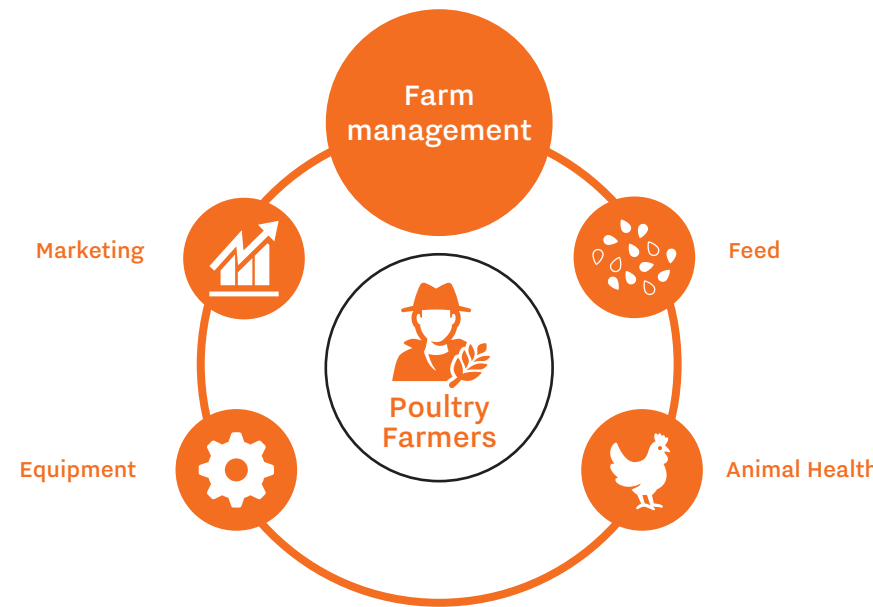 Farm
management
Marketing
Feed
Poultry
Farmers
Equipment
Animal Health